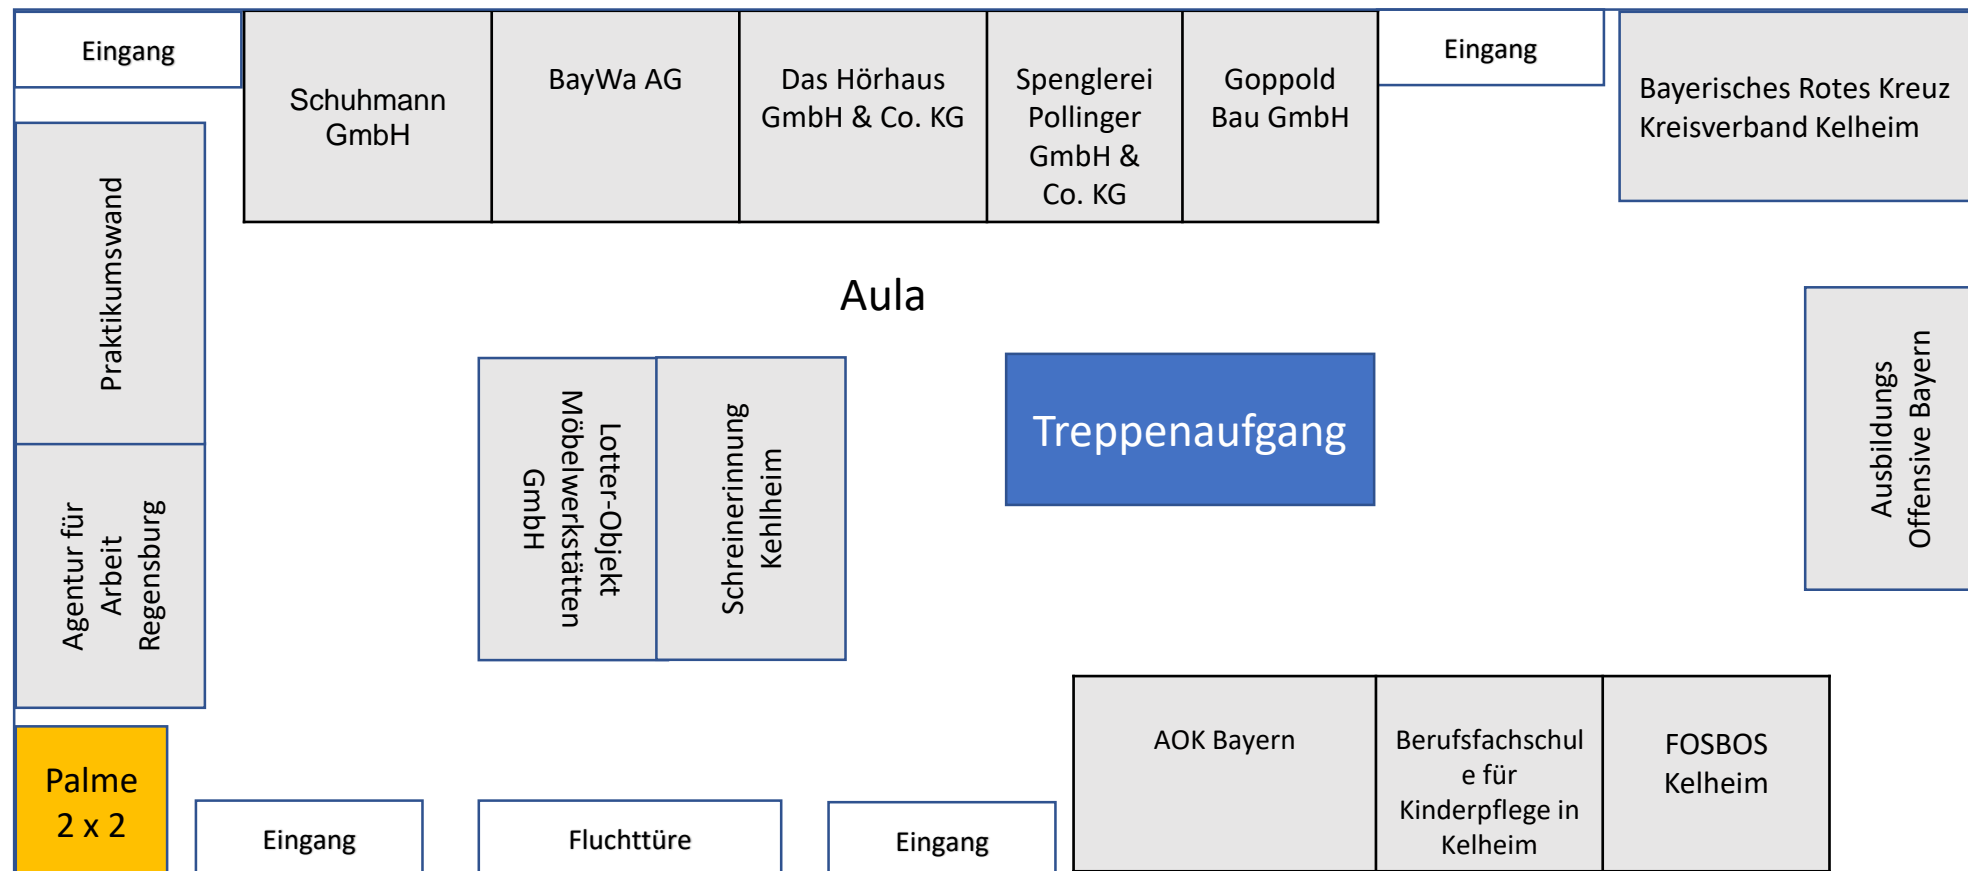 Eingang
Schuhmann
GmbH
BayWa AG
Das Hörhaus
GmbH & Co. KG
Spenglerei
Pollinger
GmbH &
Co. KG
Goppold
Bau GmbH
Eingang
Bayerisches Rotes Kreuz
Kreisverband Kelheim
Praktikumswand
Aula
Lotter-Objekt
Möbelwerkstätten
GmbH
Schreinerinnung
Kehlheim
Treppenaufgang
Ausbildungs
Offensive Bayern
Agentur für
Arbeit
Regensburg
Palme
2 x 2
Eingang
Fluchttüre
Eingang
AOK Bayern
Berufsfachschul
e für
Kinderpflege in
Kelheim
FOSBOS
Kelheim